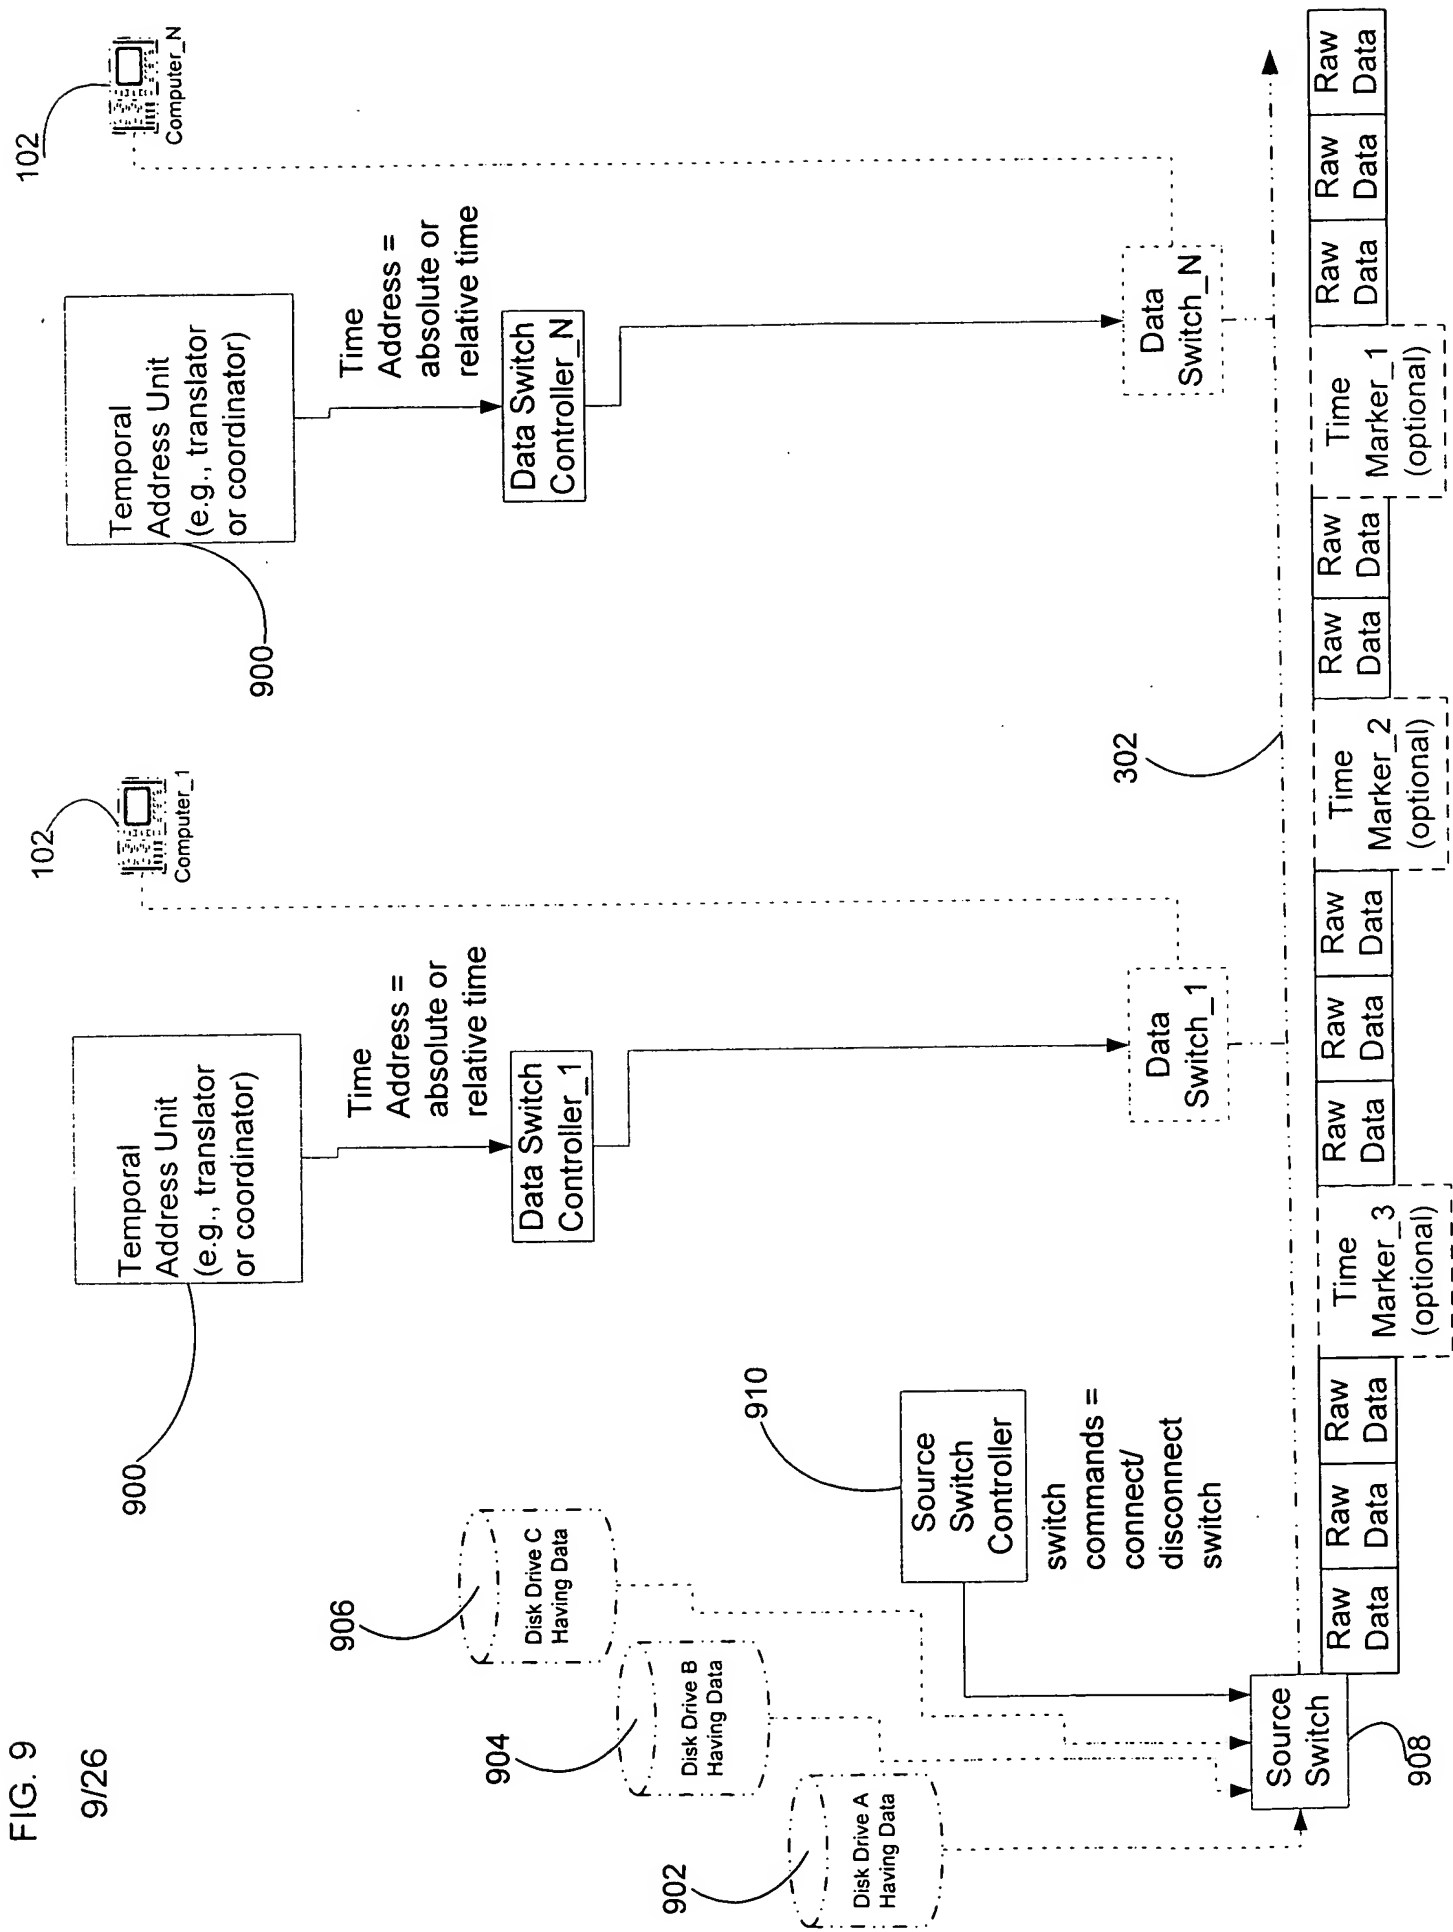 FIG. 9
9/26
102
Computer_1
102
Computer_N
900
Temporal
Address Unit
(e.g., translator
or coordinator)
900
Temporal
Address Unit
(e.g., translator
or coordinator)
Time
Address =
absolute or
relative time
Time
Address =
absolute or
relative time
Data Switch
Controller_1
Data Switch
Controller_N
906
Disk Drive C
Having Data
904
Disk Drive B
Having Data
902
Disk Drive A
Having Data
910
Source
Switch
Controller
switch
commands =
connect/
disconnect
switch
Data
Switch_1
Data
Switch_N
302
Source
Switch
908
Raw
Data
Raw
Data
Raw
Data
Time
Marker_3
(optional)
Raw
Data
Raw
Data
Raw
Data
Time
Marker_2
(optional)
Raw
Data
Raw
Data
Time
Marker_1
(optional)
Raw
Data
Raw
Data
Raw
Data